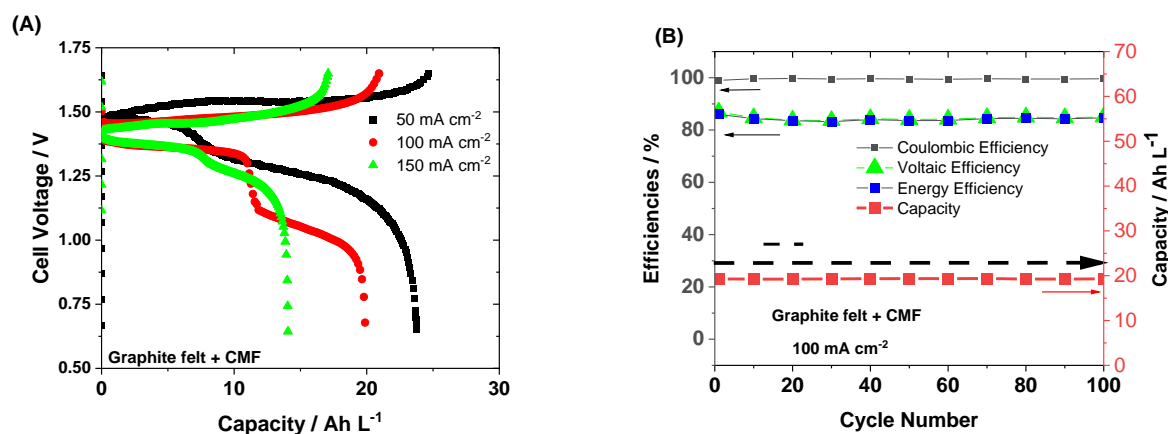 (A)
1.75
1.50
1.25
1.00
0.75
0.50
Cell Voltage / V
50 mA cm-2
100 mA cm-2
150 mA cm-2
Graphite felt + CMF
0
10
20
30
Capacity / Ah L-1
(B)
100
80
60
40
20
0
Efficiencies / %
Coulombic Efficiency
Voltaic Efficiency
Energy Efficiency
Capacity
Graphite felt + CMF
100 mA cm-2
70
60
50
40
30
20
10
0
Capacity / Ah L-1
0
20
40
60
80
100
Cycle Number